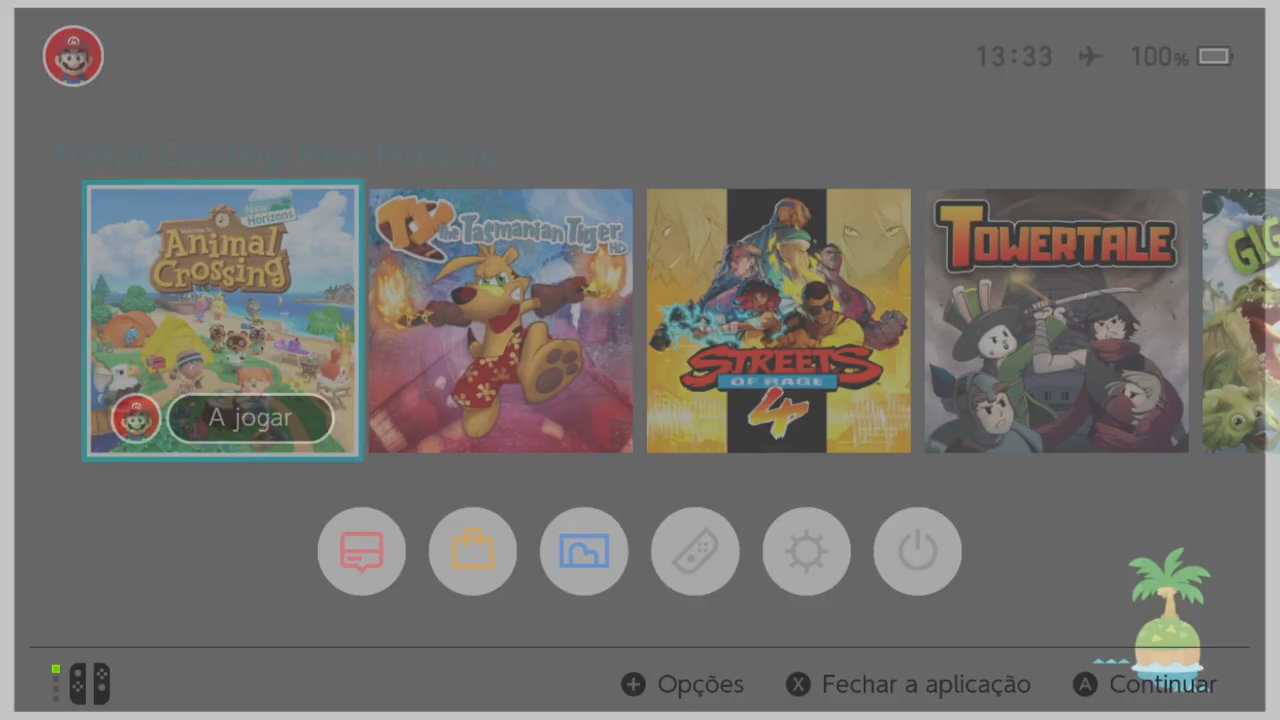 13:33 100%
Animal Crossing: New Horizons
Welcome to
Animal
Crossing
New
Horizons
A jogar
TY
the Tasmanian Tiger
HD
STREETS
OF RAGE
4
TOWERTALE
GIG
Opções
X Fechar a aplicação
A Continuar